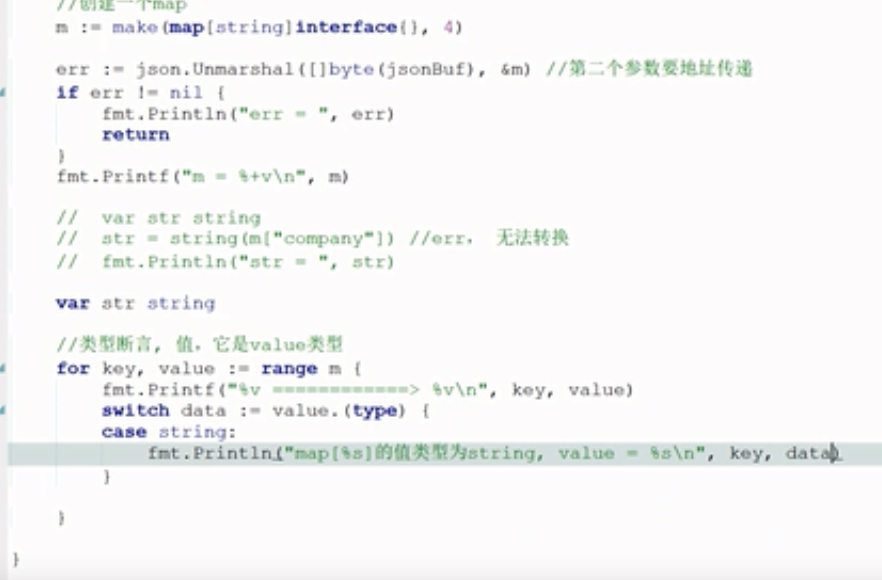 //创建一个map
m := make(map[string]interface{}, 4)
err := json.Unmarshal([]byte(jsonBuf), &m) //第二个参数要地址传递
if err != nil {
fmt.Println("err = ", err)
return
}
fmt.Printf("m = %+v\n", m)
// var str string
// str = string(m["company"]) //err, 无法转换
// fmt.Println("str = ", str)
var str string
//类型断言, 值, 它是value类型
for key, value := range m {
fmt.Printf("%v ============> %v\n", key, value)
switch data := value.(type) {
case string:
fmt.Println("map[%s]的值类型为string, value = %s\n", key, data)
}
}
}